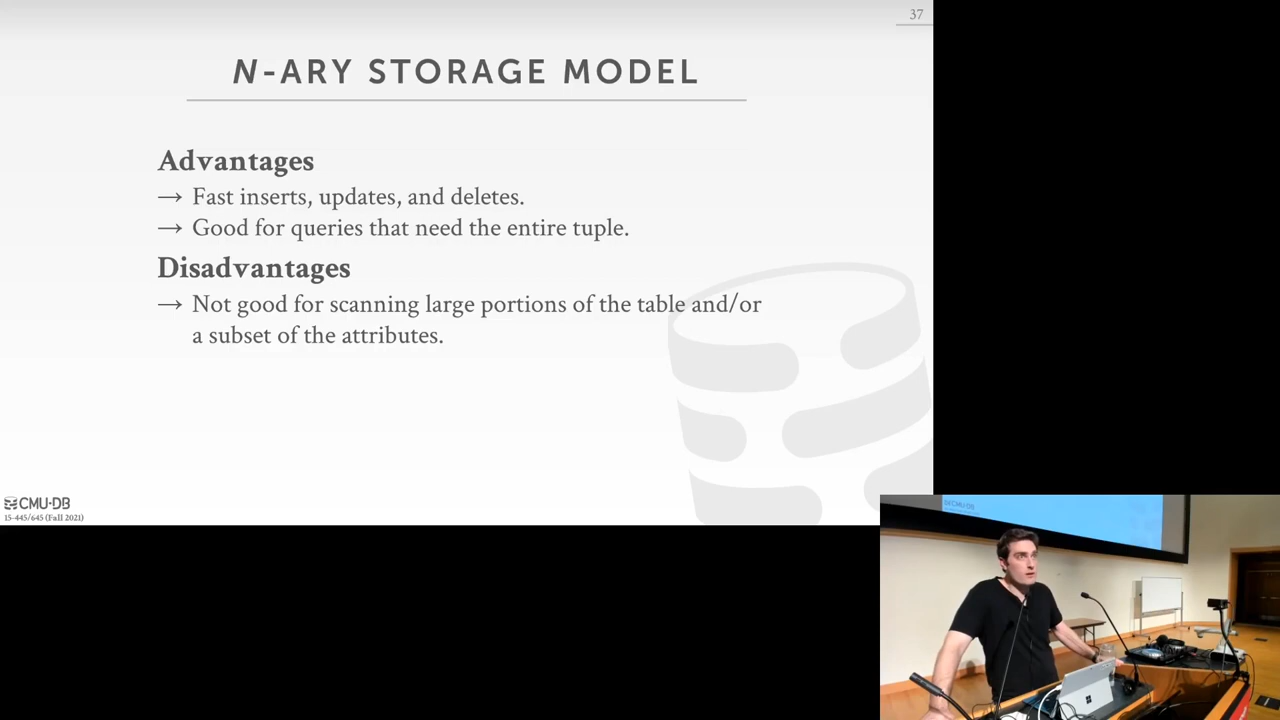 37
N-ARY STORAGE MODEL
Advantages
→ Fast inserts, updates, and deletes.
→ Good for queries that need the entire tuple.
Disadvantages
→ Not good for scanning large portions of the table and/or
a subset of the attributes.
CMU·DB
15-445/645 (Fall 2021)
CMU·DB